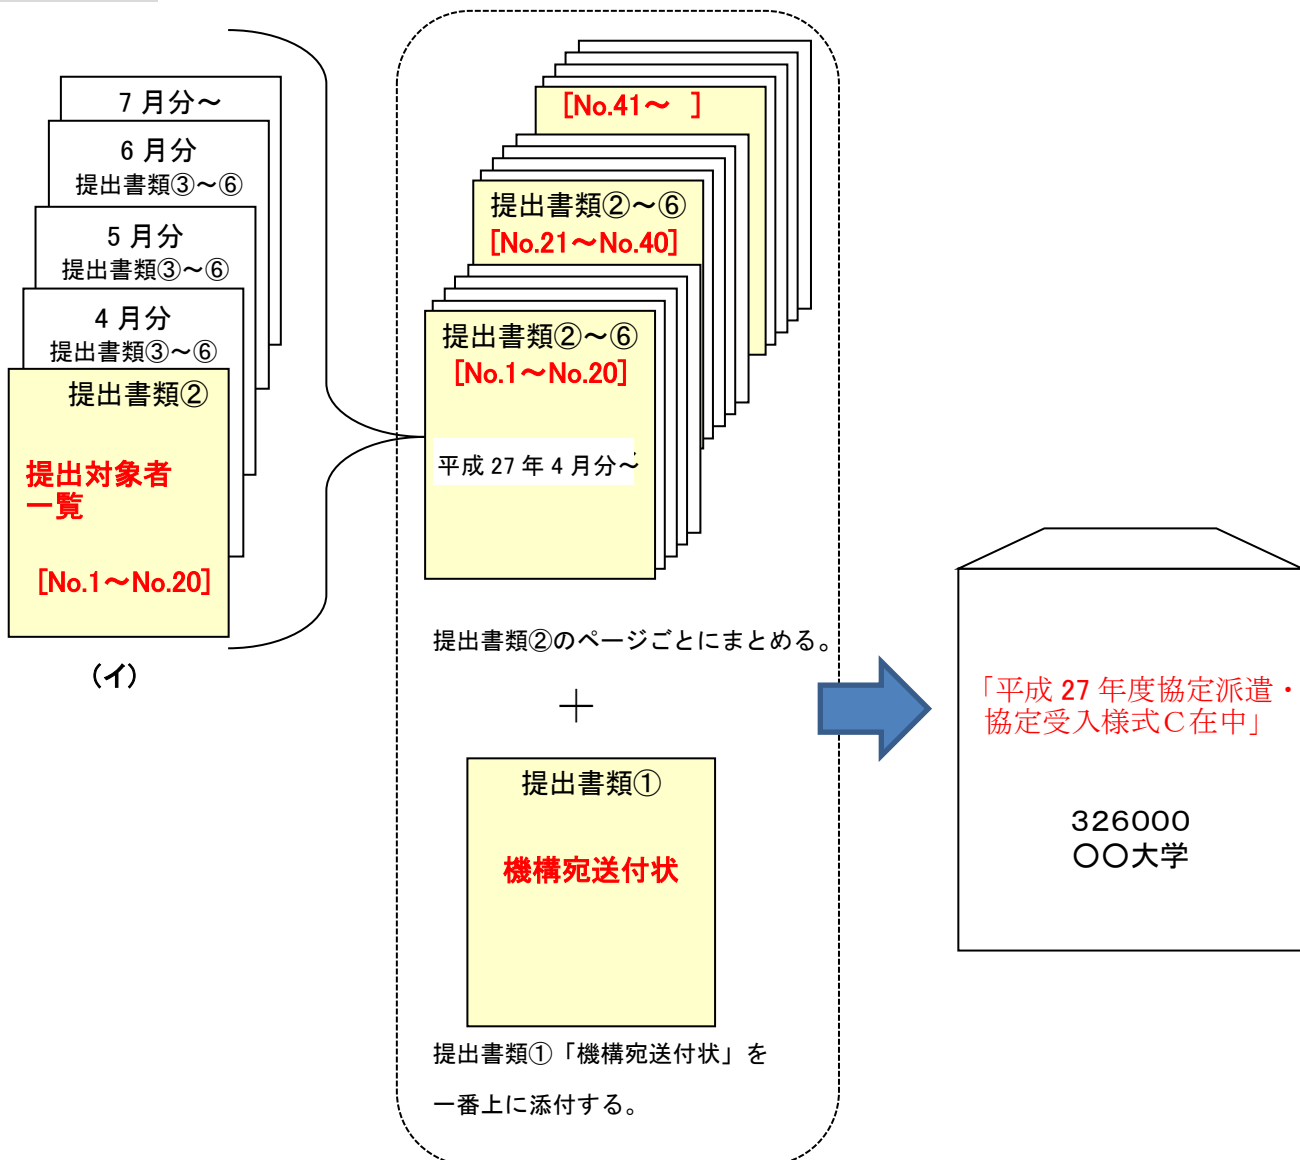 7 月分～
6 月分
提出書類③～⑥
5 月分
提出書類③～⑥
4 月分
提出書類③～⑥
提出書類②
提出対象者
一覧
[No.1～No.20]
(イ)
[No.41～　]
提出書類②～⑥
[No.21～No.40]
提出書類②～⑥
[No.1～No.20]
平成 27 年 4 月分～
提出書類②のページごとにまとめる。
＋
提出書類①
機構宛送付状
提出書類①「機構宛送付状」を
一番上に添付する。
「平成 27 年度協定派遣・
協定受入様式Ｃ在中」
326000
〇〇大学